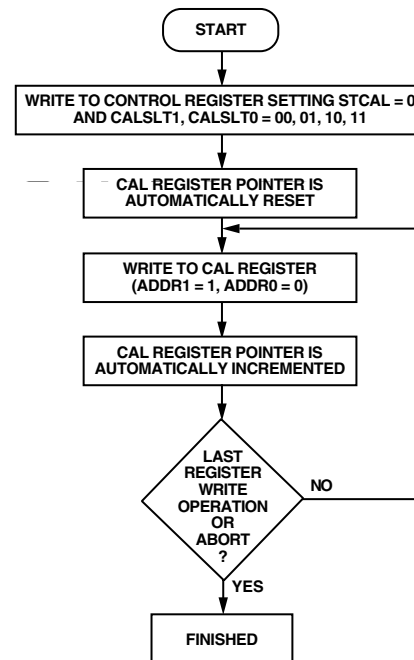 START
WRITE TO CONTROL REGISTER SETTING STCAL = 0
AND CALSLT1, CALSLT0 = 00, 01, 10, 11
CAL REGISTER POINTER IS
AUTOMATICALLY RESET
WRITE TO CAL REGISTER
(ADDR1 = 1, ADDR0 = 0)
CAL REGISTER POINTER IS
AUTOMATICALLY INCREMENTED
LAST
REGISTER
WRITE
OPERATION
OR
ABORT
?
NO
YES
FINISHED